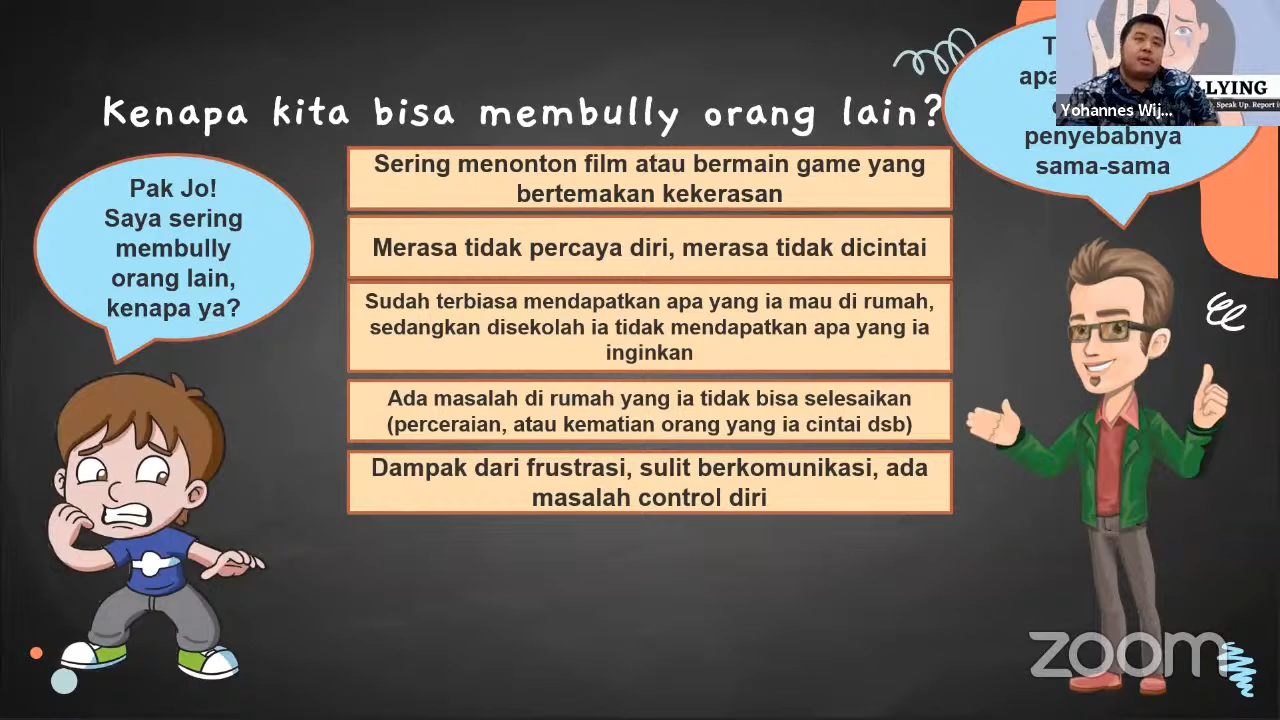 Kenapa kita bisa membully orang lain?
Pak Jo!
Saya sering
membully
orang lain,
kenapa ya?
Sering menonton film atau bermain game yang
bertemakan kekerasan
Merasa tidak percaya diri, merasa tidak dicintai
Sudah terbiasa mendapatkan apa yang ia mau di rumah,
sedangkan disekolah ia tidak mendapatkan apa yang ia
inginkan
Ada masalah di rumah yang ia tidak bisa selesaikan
(perceraian, atau kematian orang yang ia cintai dsb)
Dampak dari frustrasi, sulit berkomunikasi, ada
masalah control diri
penyebabnya
sama-sama
LYING
Speak Up. Report
Yohannes Wij...
zoom